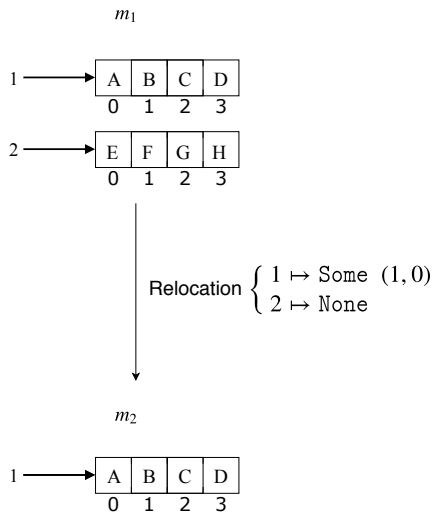 m₁
1 A B C D
0 1 2 3
2 E F G H
0 1 2 3
Relocation { 1 ↦ Some (1, 0)
2 ↦ None
m₂
1 A B C D
0 1 2 3